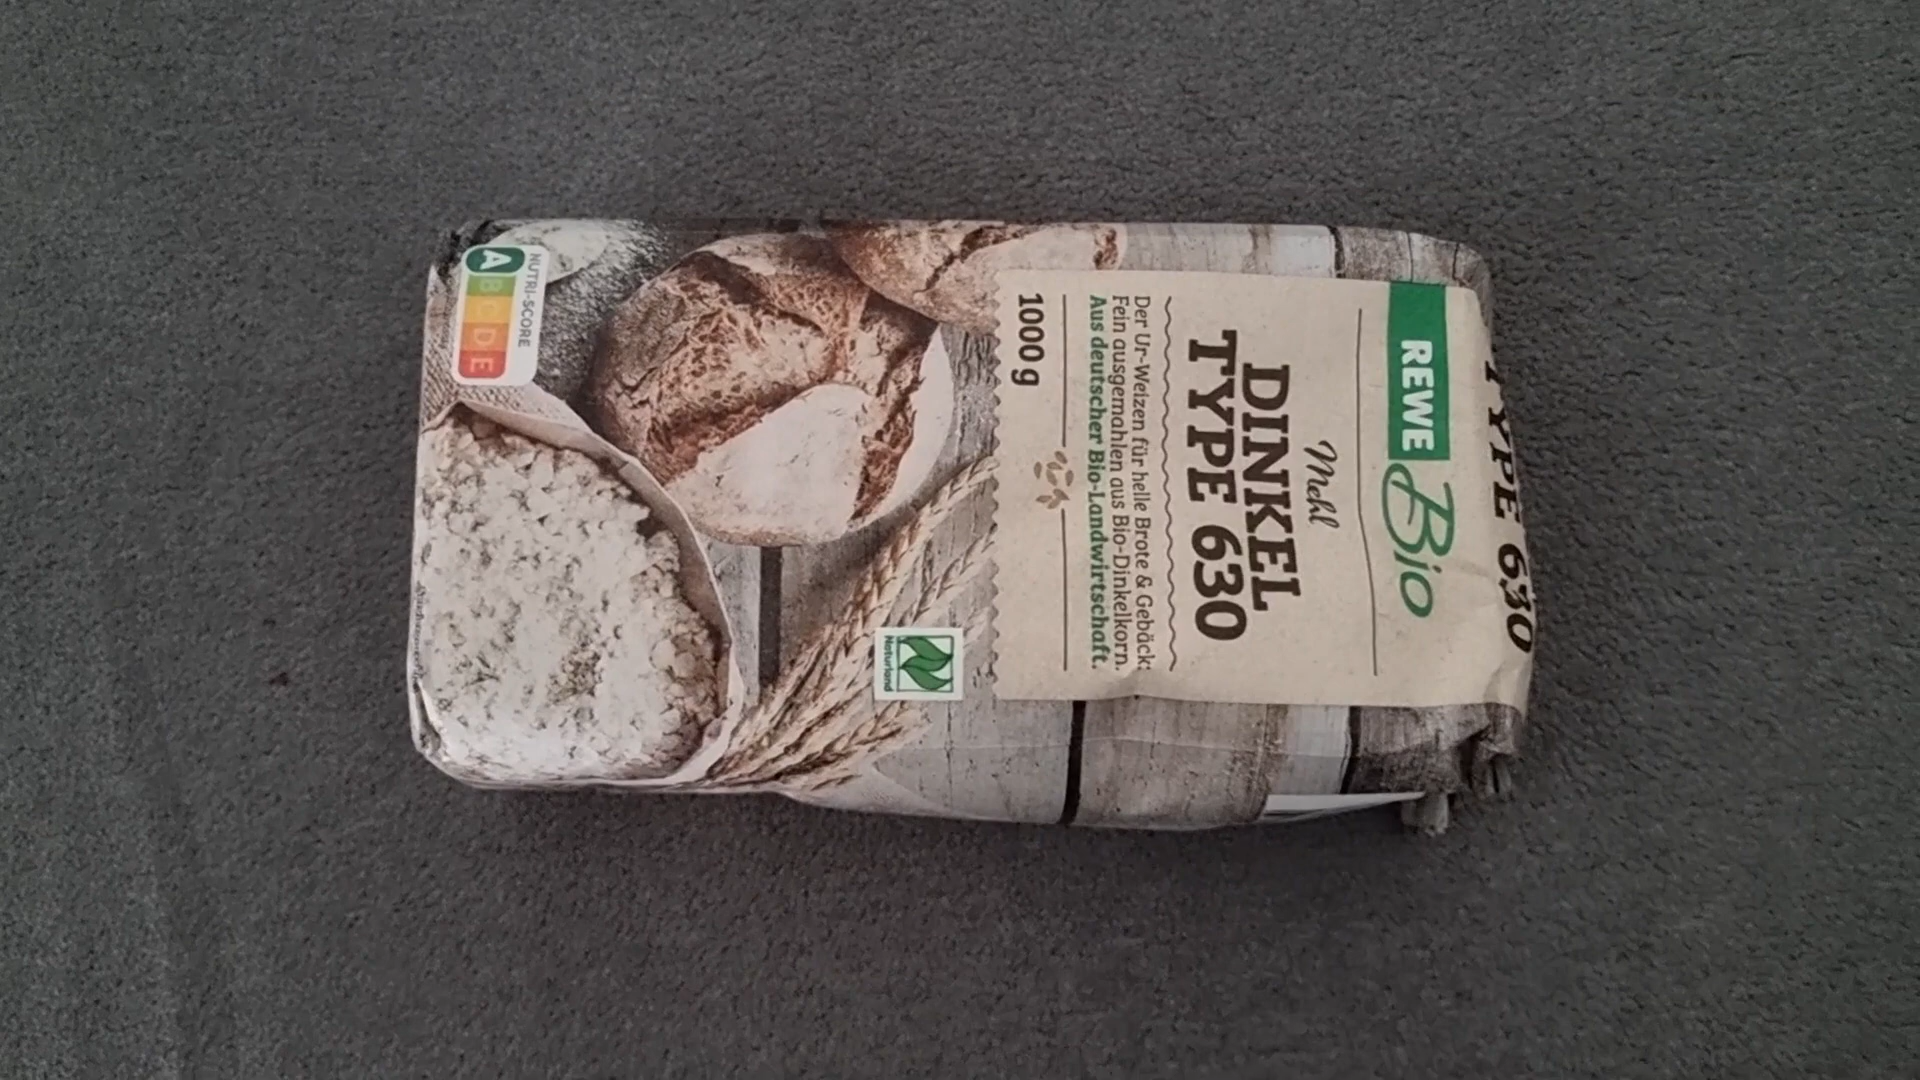 TYPE 630
REWE
Bio
Mehl
DINKEL
TYPE 630
Der Ur-Weizen für helle Brote & Gebäck:
Fein ausgemahlen aus Bio-Dinkelkorn.
Aus deutscher Bio-Landwirtschaft.
1000 g
Naturland
NUTRI-SCORE
A B C D E